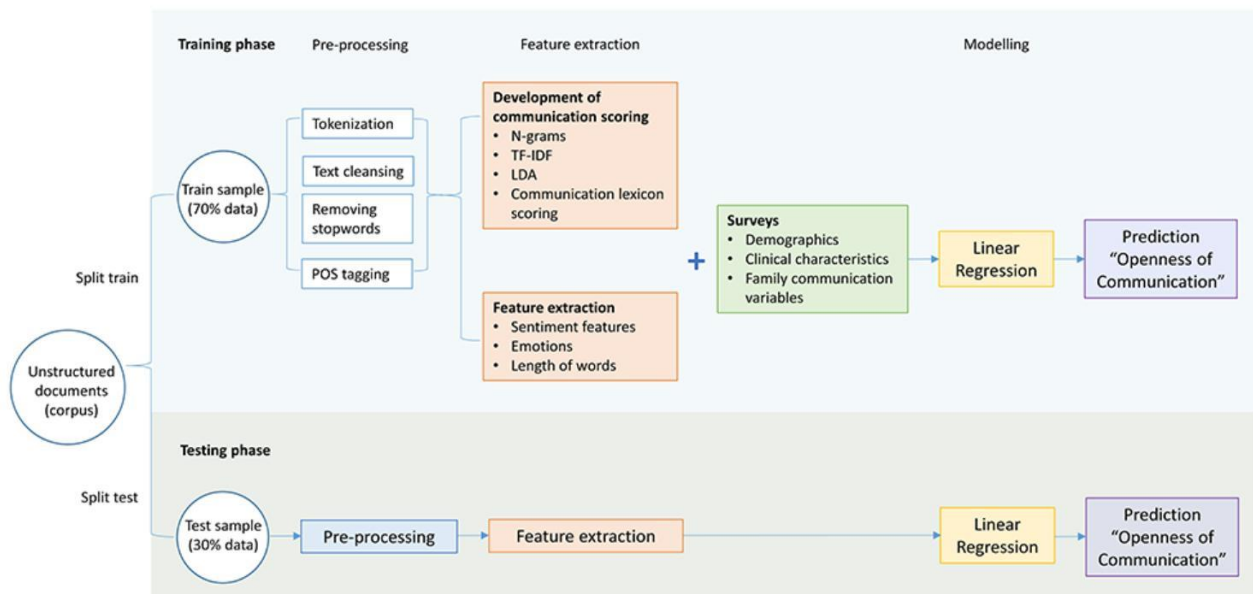 Training phase
Pre-processing
Feature extraction
Modelling
Tokenization
Text cleansing
Removing
stopwords
POS tagging
Train sample
(70% data)
Development of
communication scoring
• N-grams
• TF-IDF
• LDA
• Communication lexicon
scoring
Feature extraction
• Sentiment features
• Emotions
• Length of words
+
Surveys
• Demographics
• Clinical characteristics
• Family communication
variables
Linear
Regression
Prediction
“Openness of
Communication”
Split train
Unstructured
documents
(corpus)
Split test
Testing phase
Test sample
(30% data)
Pre-processing
Feature extraction
Linear
Regression
Prediction
“Openness of
Communication”